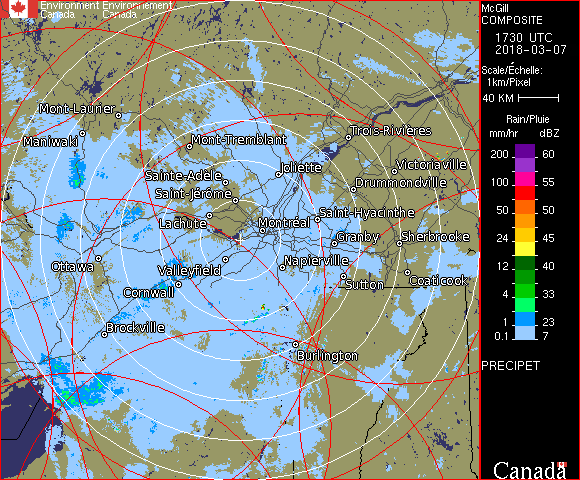 Environment Environnement
Canada Canada
McGill
COMPOSITE
1730 UTC
2018-03-07
Scale/Échelle:
1km/Pixel
40 KM
Rain/Pluie
mm/hr dBZ
200 60
100 55
50 50
24 45
12 40
4 33
1 23
0.1 7
PRECIPET
Canada
Mont-Laurier
Maniwaki
Mont-Tremblant
Trois-Rivières
Sainte-Adèle
Joliette
Victoriaville
Saint-Jérôme
Drummondville
Lachute
Montréal
Saint-Hyacinthe
Granby
Sherbrooke
Ottawa
Valleyfield
Napierville
Cornwall
Sutton
Coaticook
Brockville
Burlington